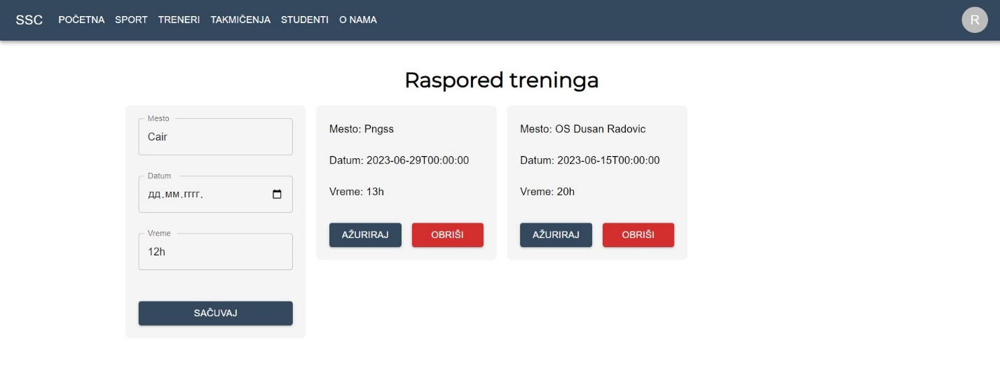 SSC POČETNA SPORT TRENERI TAKMIČENJA STUDENTI O NAMA R
Raspored treninga
Mesto
Cair
Datum
дд.мм.гггг.
Vreme
12h
SAČUVAJ
Mesto: Pngss
Datum: 2023-06-29T00:00:00
Vreme: 13h
AŽURIRAJ OBRIŠI
Mesto: OS Dusan Radovic
Datum: 2023-06-15T00:00:00
Vreme: 20h
AŽURIRAJ OBRIŠI